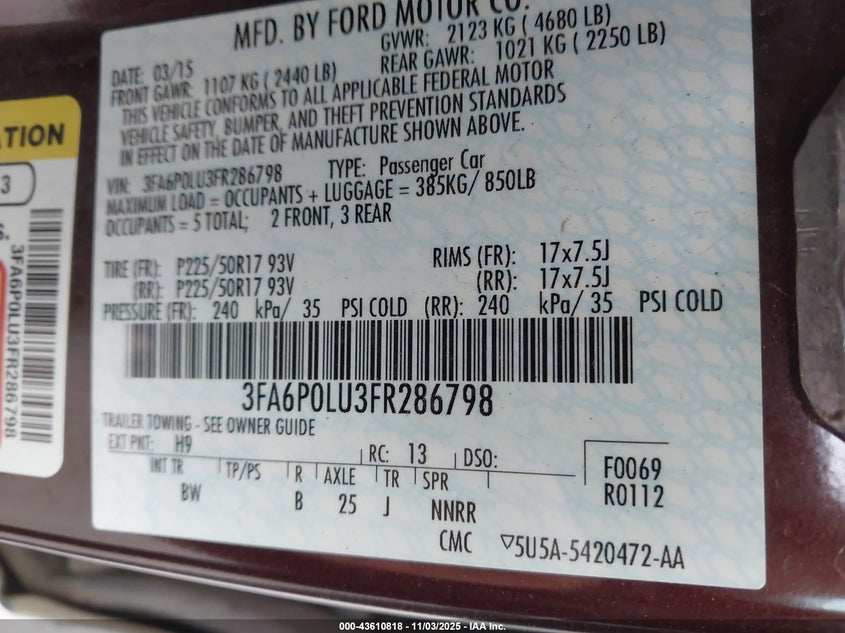 MFD. BY FORD MOTOR CO.
DATE: 03/15 GVWR: 2123 KG ( 4680 LB)
FRONT GAWR: 1107 KG ( 2440 LB) REAR GAWR: 1021 KG ( 2250 LB)
THIS VEHICLE CONFORMS TO ALL APPLICABLE FEDERAL MOTOR
VEHICLE SAFETY, BUMPER, AND THEFT PREVENTION STANDARDS
IN EFFECT ON THE DATE OF MANUFACTURE SHOWN ABOVE.
VIN: 3FA6P0LU3FR286798 TYPE: Passenger Car
MAXIMUM LOAD = OCCUPANTS + LUGGAGE = 385KG/ 850LB
OCCUPANTS = 5 TOTAL; 2 FRONT, 3 REAR
TIRE (FR): P225/50R17 93V RIMS (FR): 17x7.5J
(RR): P225/50R17 93V (RR): 17x7.5J
PRESSURE (FR): 240 kPa/ 35 PSI COLD (RR): 240 kPa/ 35 PSI COLD
3FA6P0LU3FR286798
TRAILER TOWING - SEE OWNER GUIDE
EXT PNT: H9 RC: 13 DSO:
INT TR TP/PS R AXLE TR SPR
BW B 25 J NNRR
F0069
R0112
CMC ▽5U5A-5420472-AA
ATION
3
S.
3FA6P0LU3FR286798
000-43610818 - 11/03/2025 - IAA Inc.